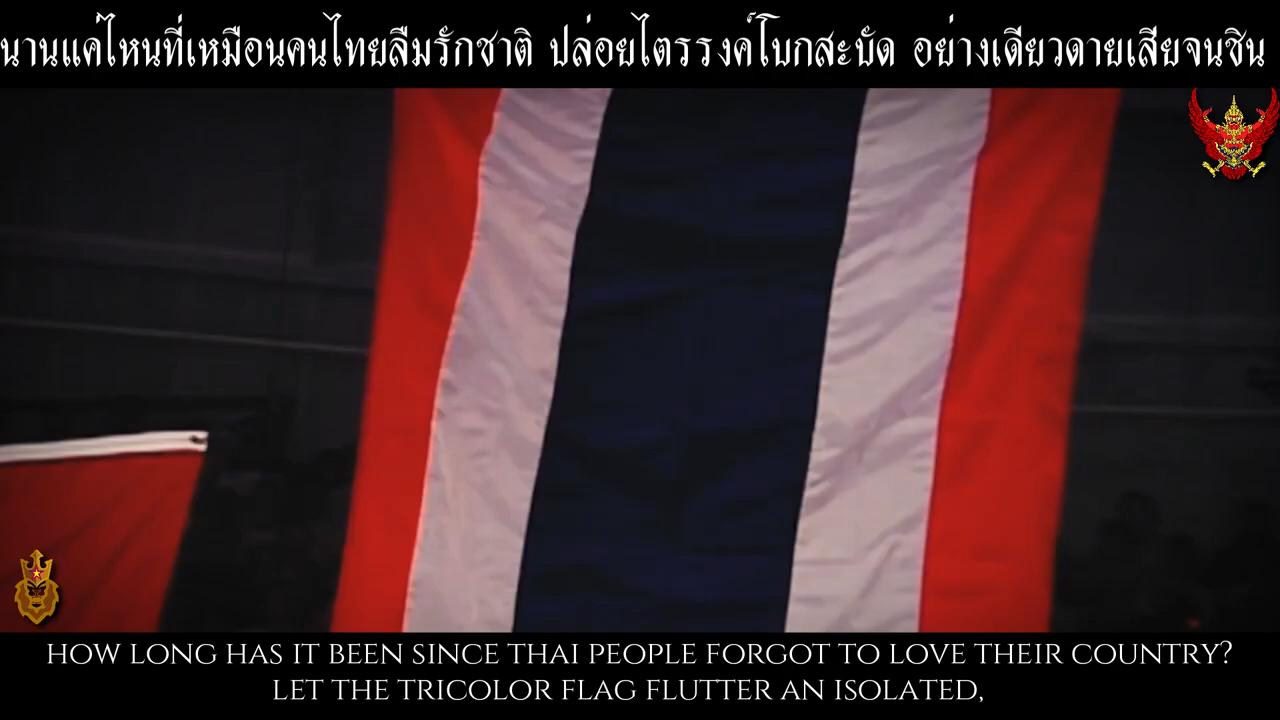 นานแค่ไหนที่เหมือนคนไทยลืมรักชาติ ปล่อยไตรรงค์โบกสะบัด อย่างเดียวดายเสียจนชิน
HOW LONG HAS IT BEEN SINCE THAI PEOPLE FORGOT TO LOVE THEIR COUNTRY?
LET THE TRICOLOR FLAG FLUTTER AN ISOLATED,